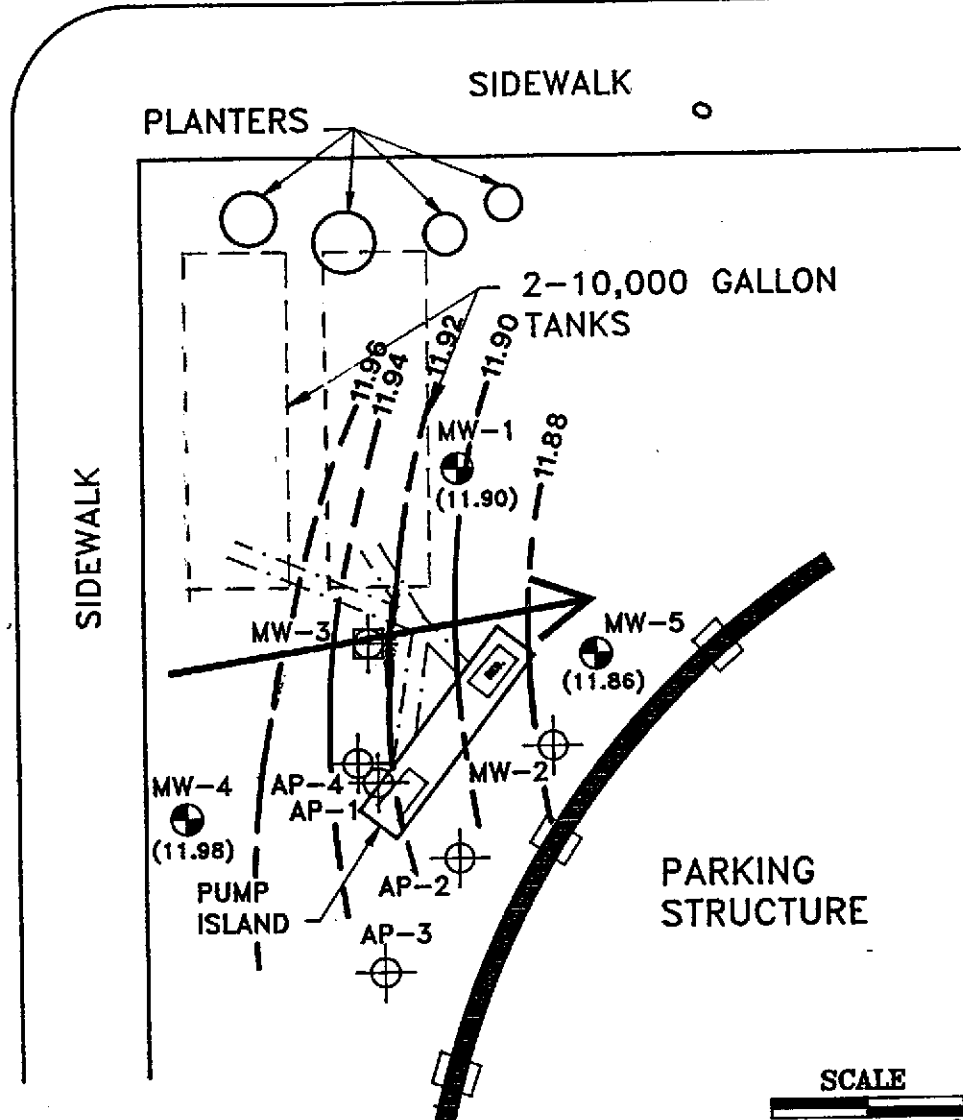 SIDEWALK
PLANTERS
2-10,000 GALLON
TANKS
11.96
11.94
11.92
11.90
11.88
MW-1
(11.90)
SIDEWALK
MW-3
MW-5
(11.86)
MW-4
(11.98)
AP-4
AP-1
MW-2
PUMP
ISLAND
AP-2
AP-3
PARKING
STRUCTURE
SCALE